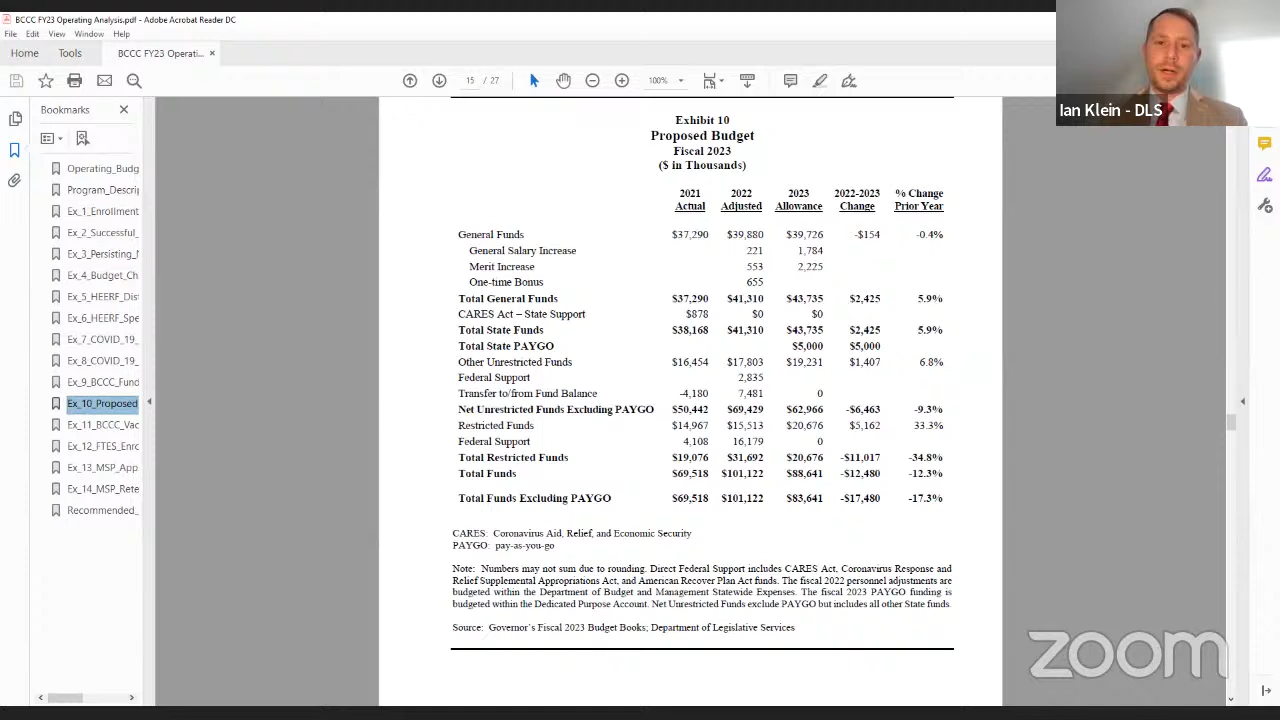 BCCC FY23 Operating Analysis.pdf - Adobe Acrobat Reader DC
File Edit View Window Help
Home Tools BCCC FY23 Operati... ×
15 / 27 100%
Ian Klein - DLS
Bookmarks
Operating_Budg
Program_Descrip
Ex_1_Enrollment
Ex_2_Successful_
Ex_3_Persisting_N
Ex_4_Budget_Ch
Ex_5_HEERF_Dist
Ex_6_HEERF_Spe
Ex_7_COVID_19_
Ex_8_COVID_19_
Ex_9_BCCC_Fund
Ex_10_Proposed
Ex_11_BCCC_Vac
Ex_12_FTES_Enro
Ex_13_MSP_App
Ex_14_MSP_Rete
Recommended_
Exhibit 10
Proposed Budget
Fiscal 2023
($ in Thousands)
2021 2022 2023 2022-2023 % Change
Actual Adjusted Allowance Change Prior Year
General Funds $37,290 $39,880 $39,726 -$154 -0.4%
General Salary Increase 221 1,784
Merit Increase 553 2,225
One-time Bonus 655
Total General Funds $37,290 $41,310 $43,735 $2,425 5.9%
CARES Act – State Support $878 $0 $0
Total State Funds $38,168 $41,310 $43,735 $2,425 5.9%
Total State PAYGO $5,000 $5,000
Other Unrestricted Funds $16,454 $17,803 $19,231 $1,407 6.8%
Federal Support 2,835
Transfer to/from Fund Balance -4,180 7,481 0
Net Unrestricted Funds Excluding PAYGO $50,442 $69,429 $62,966 -$6,463 -9.3%
Restricted Funds $14,967 $15,513 $20,676 $5,162 33.3%
Federal Support 4,108 16,179 0
Total Restricted Funds $19,076 $31,692 $20,676 -$11,017 -34.8%
Total Funds $69,518 $101,122 $88,641 -$12,480 -12.3%
Total Funds Excluding PAYGO $69,518 $101,122 $83,641 -$17,480 -17.3%
CARES: Coronavirus Aid, Relief, and Economic Security
PAYGO: pay-as-you-go
Note: Numbers may not sum due to rounding. Direct Federal Support includes CARES Act, Coronavirus Response and
Relief Supplemental Appropriations Act, and American Recover Plan Act funds. The fiscal 2022 personnel adjustments are
budgeted within the Department of Budget and Management Statewide Expenses. The fiscal 2023 PAYGO funding is
budgeted within the Dedicated Purpose Account. Net Unrestricted Funds exclude PAYGO but includes all other State funds.
Source: Governor's Fiscal 2023 Budget Books; Department of Legislative Services
zoom